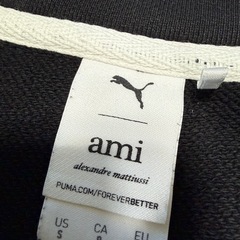 ami
alexandre mattiussi
PUMA.COM/FOREVERBETTER
US CA EU
S